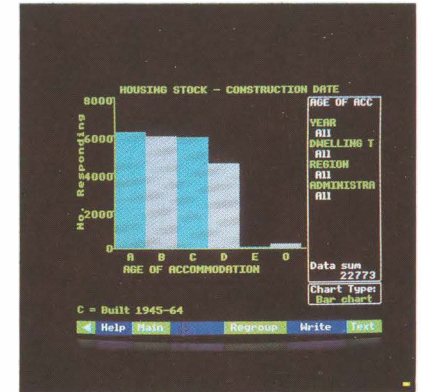 HOUSING STOCK - CONSTRUCTION DATE
8000
6000
4000
2000
0
No. Responding
A B C D E O
AGE OF ACCOMMODATION
AGE OF ACC
YEAR
All
DWELLING T
All
REGION
All
ADMINISTRA
All
Data sum
22773
Chart Type:
Bar chart
C = Built 1945-64
Help Main Regroup Write Text